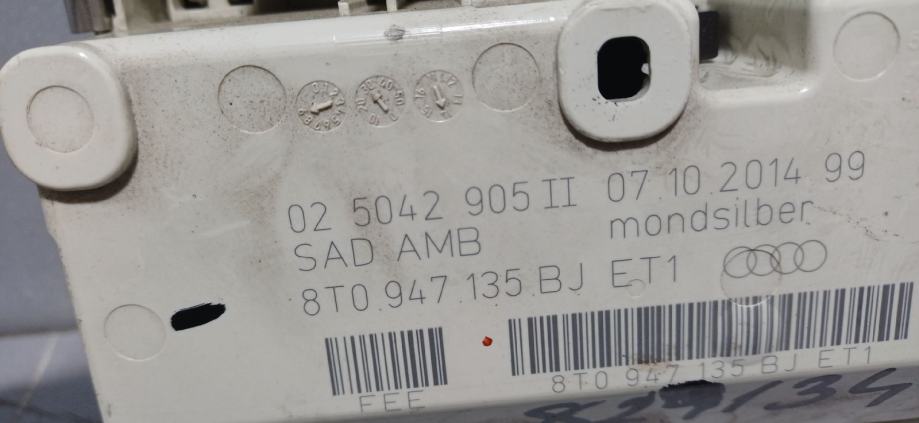 02 5042 905 II 07.10.2014 99
SAD AMB mondsilber
8T0.947.135.BJ ET1
FEE
8T0 947 135 BJ ET1